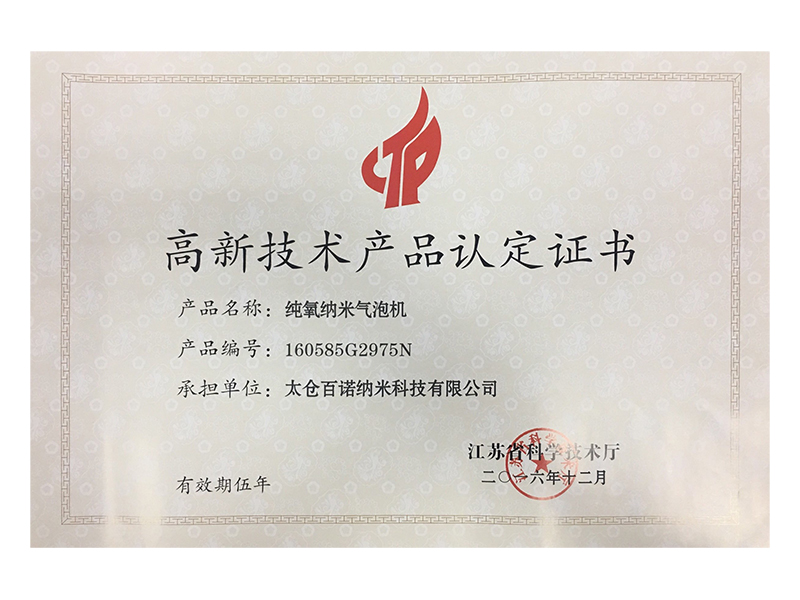 CTP
高新技术产品认定证书
产品名称：纯氧纳米气泡机
产品编号：160585G2975N
承担单位：太仓百诺纳米科技有限公司
江苏省科学技术厅
二〇一六年十二月
有效期伍年